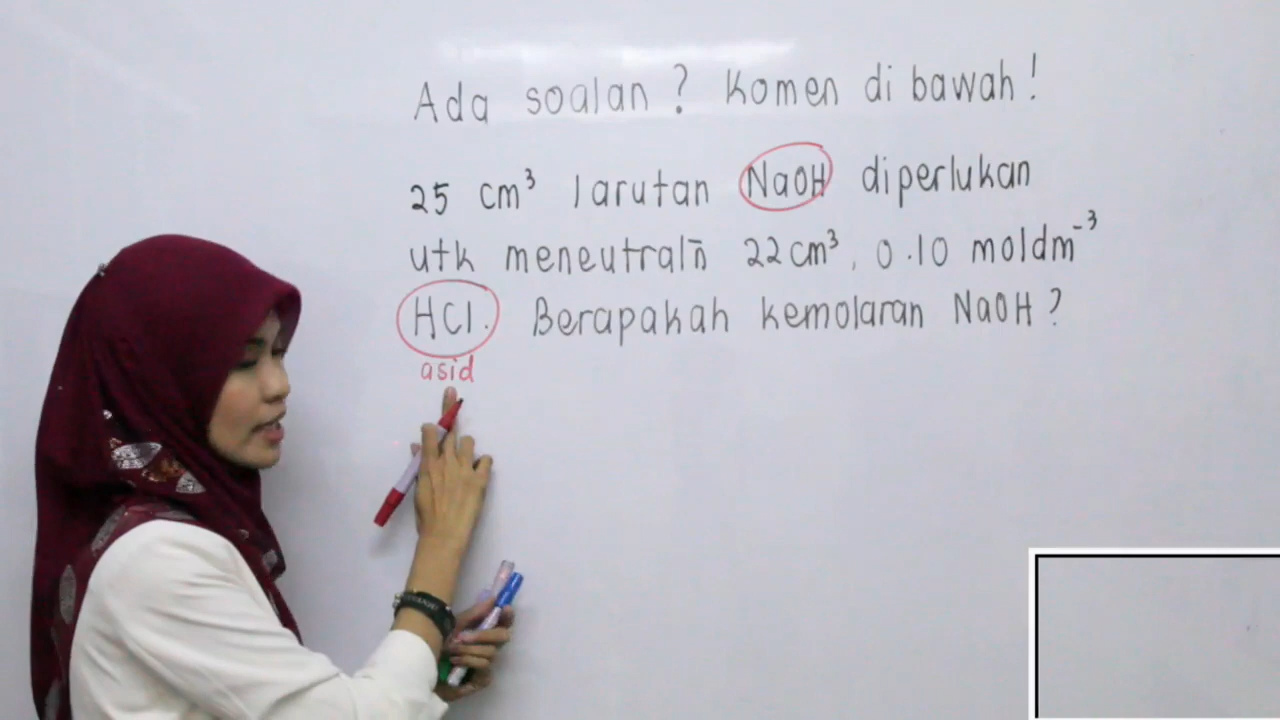 Ada soalan? Komen di bawah!
25 cm³ larutan NaOH diperlukan
utk meneutralñ 22 cm³, 0.10 moldm⁻³
HCl. Berapakah kemolaran NaOH?
asid